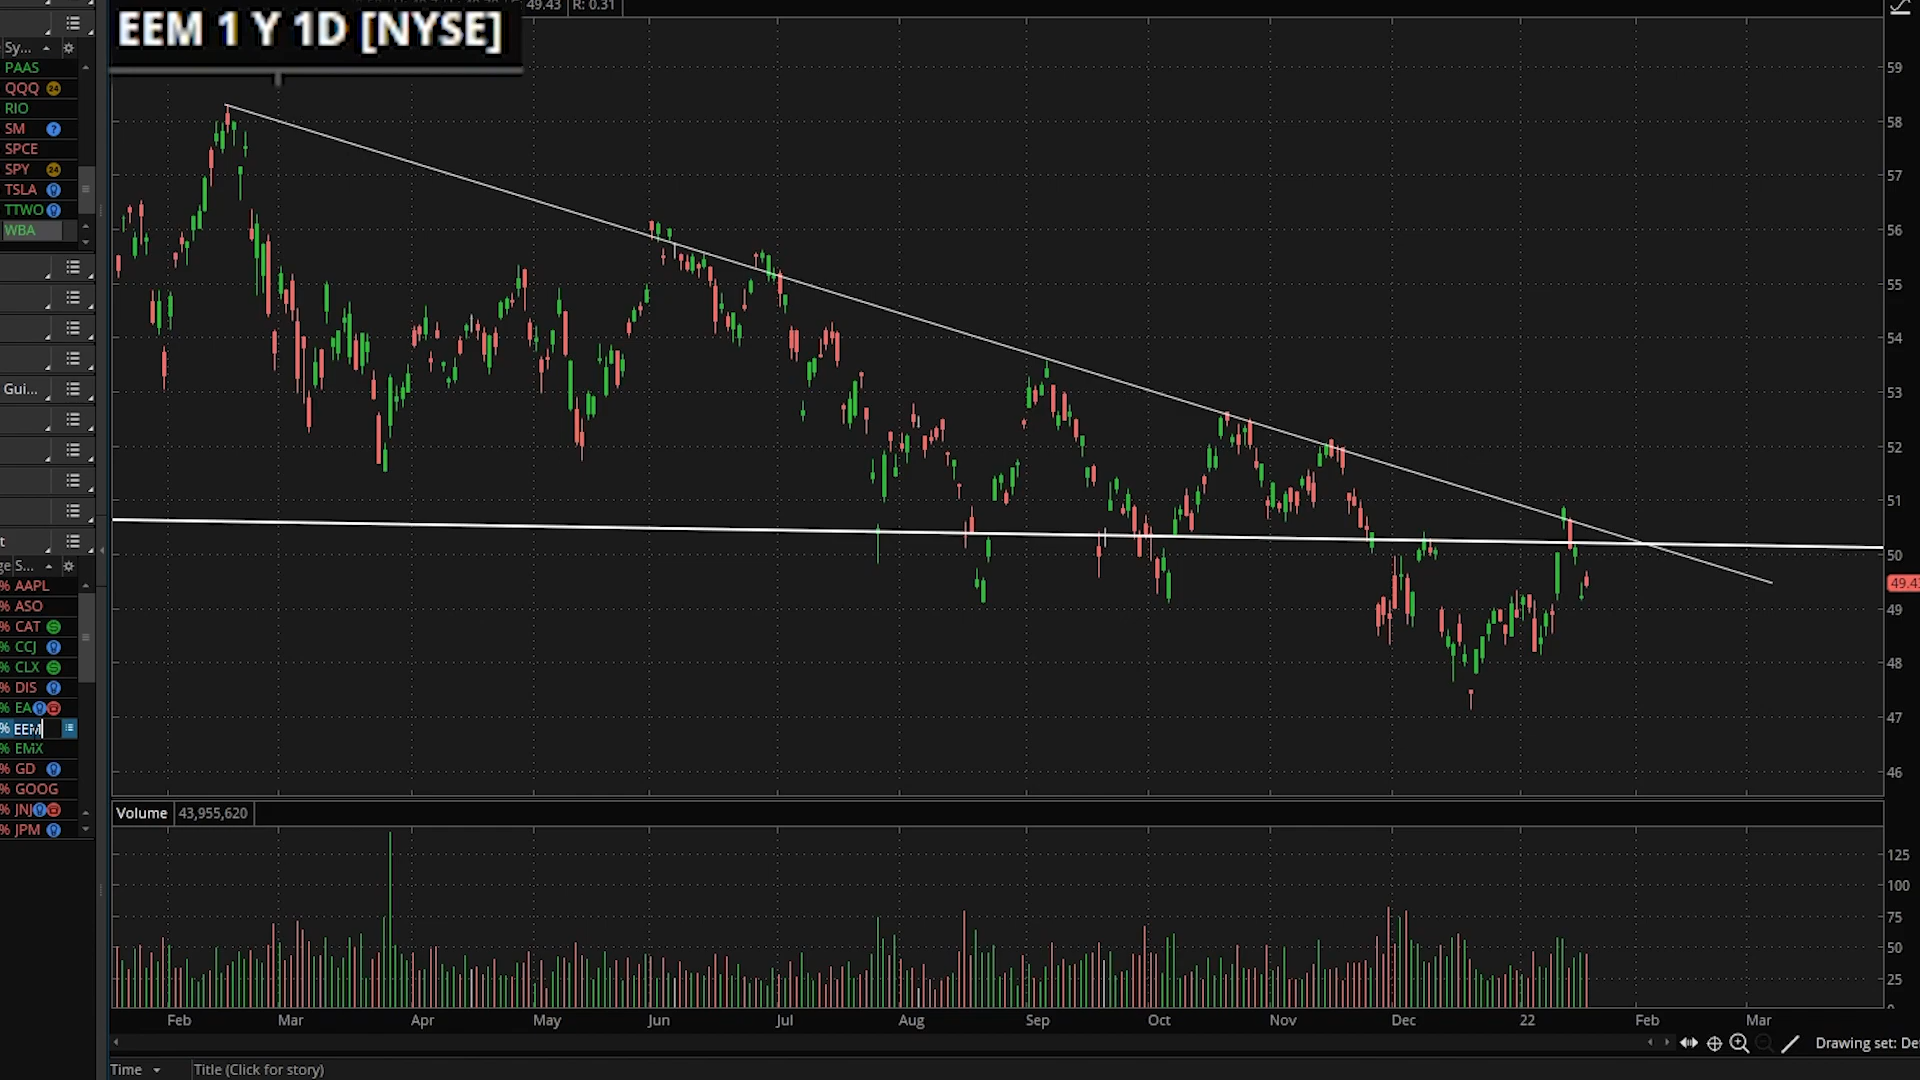 49.43 R: 0.31
EEM 1 Y 1D [NYSE]
Sy...
PAAS
QQQ 24
RIO
SM ?
SPCE
SPY 24
TSLA
TTWO
WBA
Gui...
t
ge S...
% AAPL
% ASO
% CAT S
% CCJ
% CLX S
% DIS
% EA
% EEM
% EMX
% GD
% GOOG
% JNJ
% JPM
59
58
57
56
55
54
53
52
51
50
49.43
49
48
47
46
Volume 43,955,620
125
100
75
50
25
Feb Mar Apr May Jun Jul Aug Sep Oct Nov Dec 22 Feb Mar
Drawing set: De
Time Title (Click for story)